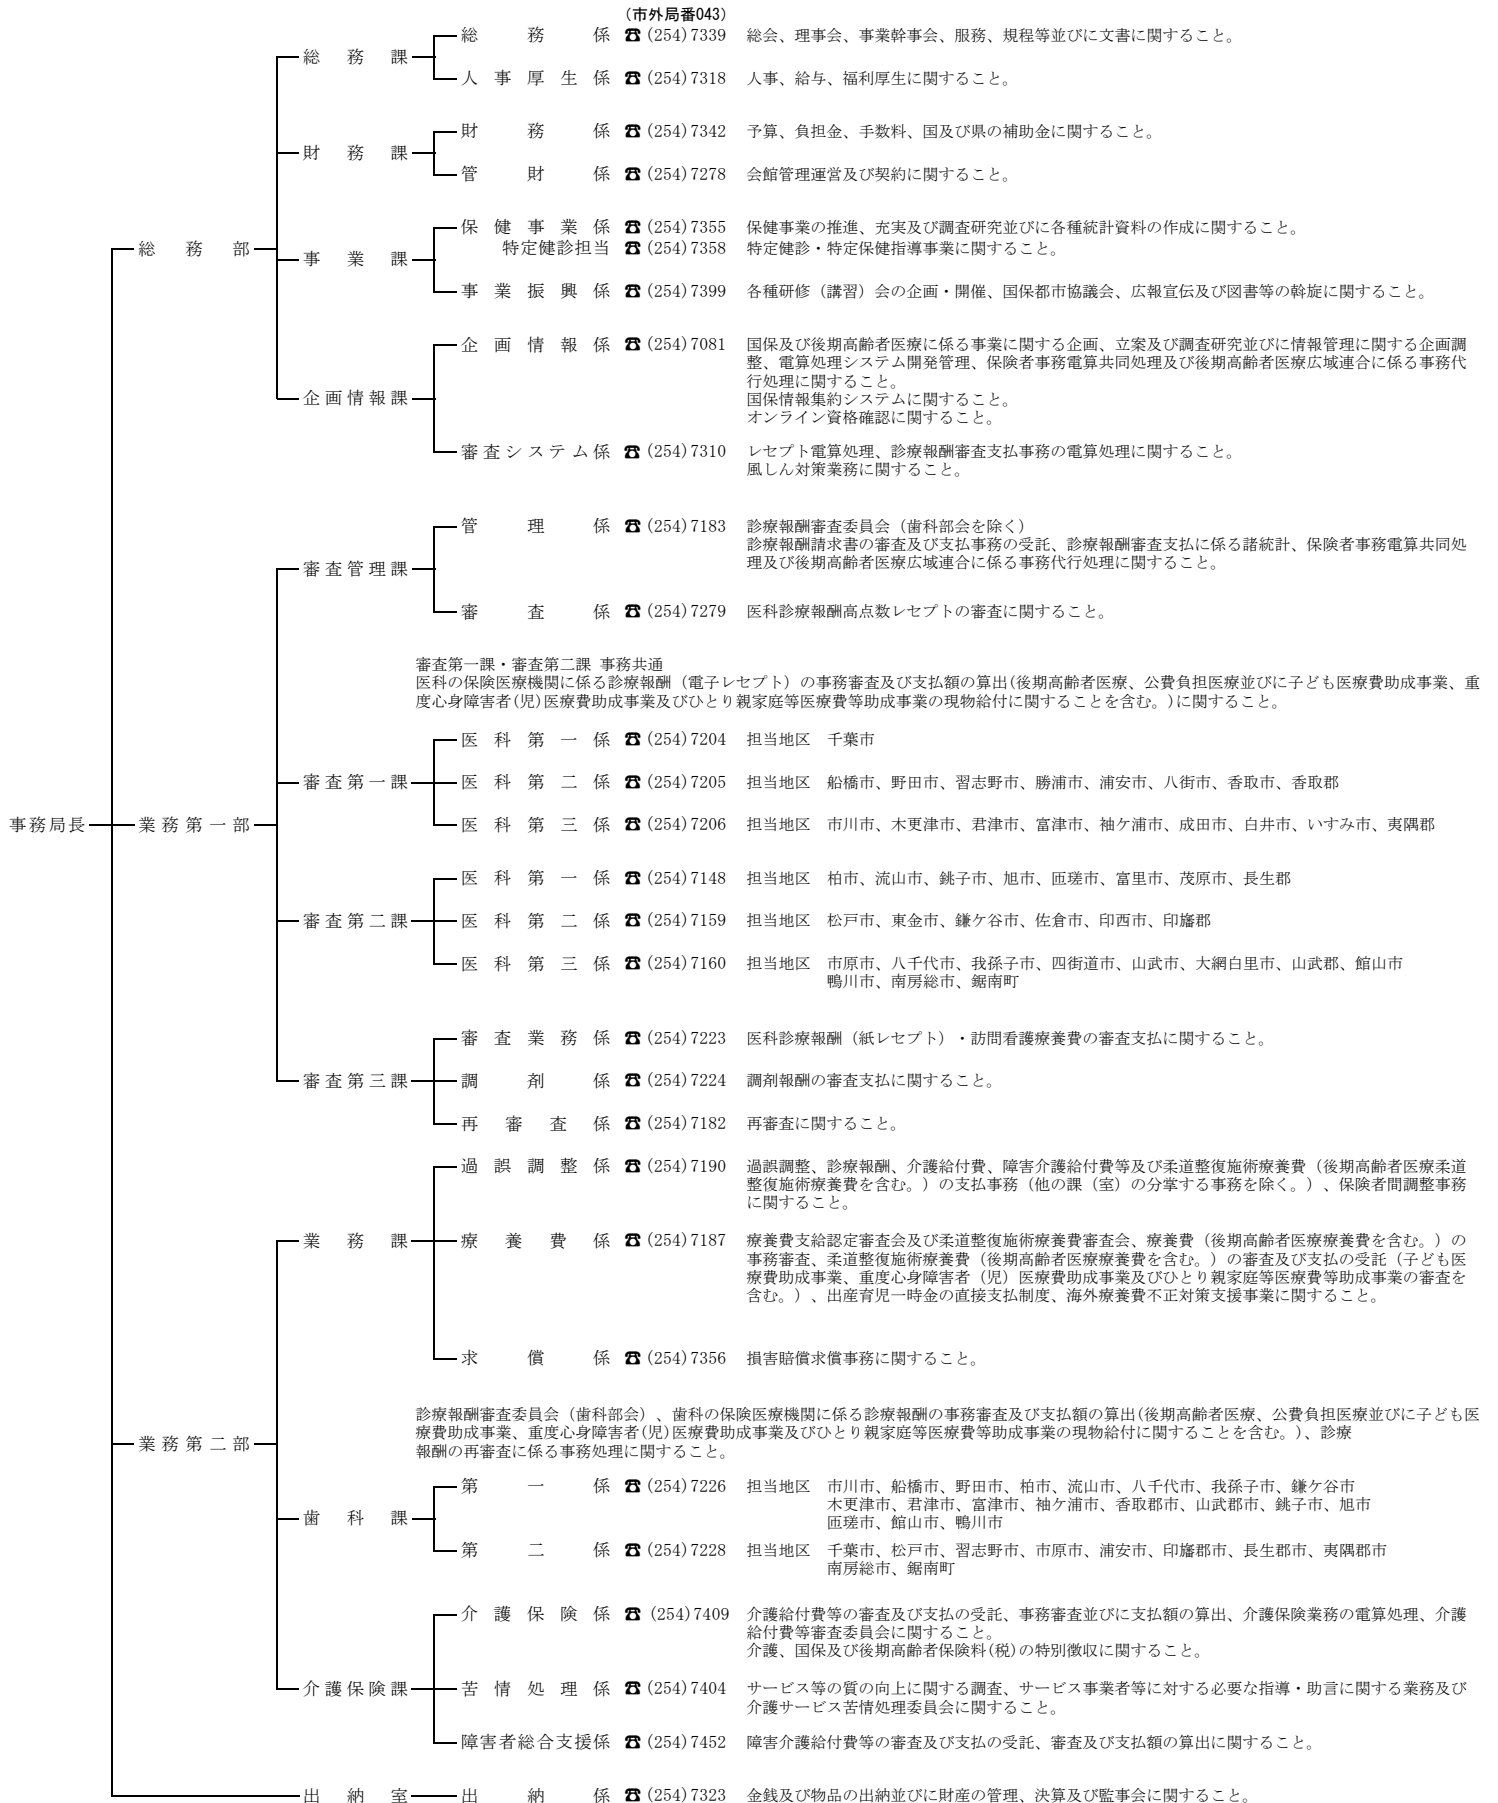 (市外局番043)
総務係 ☎(254)7339 総会、理事会、事業幹事会、服務、規程等並びに文書に関すること。
総務課
人事厚生係 ☎(254)7318 人事、給与、福利厚生に関すること。
財務係 ☎(254)7342 予算、負担金、手数料、国及び県の補助金に関すること。
財務課
管財係 ☎(254)7278 会館管理運営及び契約に関すること。
保健事業係 ☎(254)7355 保健事業の推進、充実及び調査研究並びに各種統計資料の作成に関すること。
総務部
特定健診担当 ☎(254)7358 特定健診・特定保健指導事業に関すること。
事業課
事業振興係 ☎(254)7399 各種研修（講習）会の企画・開催、国保都市協議会、広報宣伝及び図書等の斡旋に関すること。
企画情報係 ☎(254)7081 国保及び後期高齢者医療に係る事業に関する企画、立案及び調査研究並びに情報管理に関する企画調
整、電算処理システム開発管理、保険者事務電算共同処理及び後期高齢者医療広域連合に係る事務代
行処理に関すること。
企画情報課
国保情報集約システムに関すること。
オンライン資格確認に関すること。
審査システム係 ☎(254)7310 レセプト電算処理、診療報酬審査支払事務の電算処理に関すること。
風しん対策業務に関すること。
管理係 ☎(254)7183 診療報酬審査委員会（歯科部会を除く）
診療報酬請求書の審査及び支払事務の受託、診療報酬審査支払に係る諸統計、保険者事務電算共同処
理及び後期高齢者医療広域連合に係る事務代行処理に関すること。
審査管理課
審査係 ☎(254)7279 医科診療報酬高点数レセプトの審査に関すること。
審査第一課・審査第二課 事務共通
医科の保険医療機関に係る診療報酬（電子レセプト）の事務審査及び支払額の算出(後期高齢者医療、公費負担医療並びに子ども医療費助成事業、重
度心身障害者(児)医療費助成事業及びひとり親家庭等医療費等助成事業の現物給付に関することを含む。)に関すること。
医科第一係 ☎(254)7204 担当地区 千葉市
審査第一課
医科第二係 ☎(254)7205 担当地区 船橋市、野田市、習志野市、勝浦市、浦安市、八街市、香取市、香取郡
事務局長
業務第一部
医科第三係 ☎(254)7206 担当地区 市川市、木更津市、君津市、富津市、袖ケ浦市、成田市、白井市、いすみ市、夷隅郡
医科第一係 ☎(254)7148 担当地区 柏市、流山市、銚子市、旭市、匝瑳市、富里市、茂原市、長生郡
審査第二課
医科第二係 ☎(254)7159 担当地区 松戸市、東金市、鎌ケ谷市、佐倉市、印西市、印旛郡
医科第三係 ☎(254)7160 担当地区 市原市、八千代市、我孫子市、四街道市、山武市、大網白里市、山武郡、館山市
鴨川市、南房総市、鋸南町
審査業務係 ☎(254)7223 医科診療報酬（紙レセプト）・訪問看護療養費の審査支払に関すること。
審査第三課
調剤係 ☎(254)7224 調剤報酬の審査支払に関すること。
再審査係 ☎(254)7182 再審査に関すること。
過誤調整係 ☎(254)7190 過誤調整、診療報酬、介護給付費、障害介護給付費等及び柔道整復施術療養費（後期高齢者医療柔道
整復施術療養費を含む。）の支払事務（他の課（室）の分掌する事務を除く。）、保険者間調整事務
に関すること。
業務課
療養費係 ☎(254)7187 療養費支給認定審査会及び柔道整復施術療養費審査会、療養費（後期高齢者医療療養費を含む。）の
事務審査、柔道整復施術療養費（後期高齢者医療療養費を含む。）の審査及び支払の受託（子ども医
療費助成事業、重度心身障害者（児）医療費助成事業及びひとり親家庭等医療費等助成事業の審査を
含む。）、出産育児一時金の直接支払制度、海外療養費不正対策支援事業に関すること。
求償係 ☎(254)7356 損害賠償求償事務に関すること。
診療報酬審査委員会（歯科部会）、歯科の保険医療機関に係る診療報酬の事務審査及び支払額の算出(後期高齢者医療、公費負担医療並びに子ども医
療費助成事業、重度心身障害者(児)医療費助成事業及びひとり親家庭等医療費等助成事業の現物給付に関することを含む。)、診療
報酬の再審査に係る事務処理に関すること。
業務第二部
第一係 ☎(254)7226 担当地区 市川市、船橋市、野田市、柏市、流山市、八千代市、我孫子市、鎌ケ谷市
木更津市、君津市、富津市、袖ケ浦市、香取郡市、山武郡市、銚子市、旭市
匝瑳市、館山市、鴨川市
歯科課
第二係 ☎(254)7228 担当地区 千葉市、松戸市、習志野市、市原市、浦安市、印旛郡市、長生郡市、夷隅郡市
南房総市、鋸南町
介護保険係 ☎(254)7409 介護給付費等の審査及び支払の受託、事務審査並びに支払額の算出、介護保険業務の電算処理、介護
給付費等審査委員会に関すること。
介護、国保及び後期高齢者保険料(税)の特別徴収に関すること。
介護保険課
苦情処理係 ☎(254)7404 サービス等の質の向上に関する調査、サービス事業者等に対する必要な指導・助言に関する業務及び
介護サービス苦情処理委員会に関すること。
障害者総合支援係 ☎(254)7452 障害介護給付費等の審査及び支払の受託、審査及び支払額の算出に関すること。
出納室
出納係 ☎(254)7323 金銭及び物品の出納並びに財産の管理、決算及び監事会に関すること。